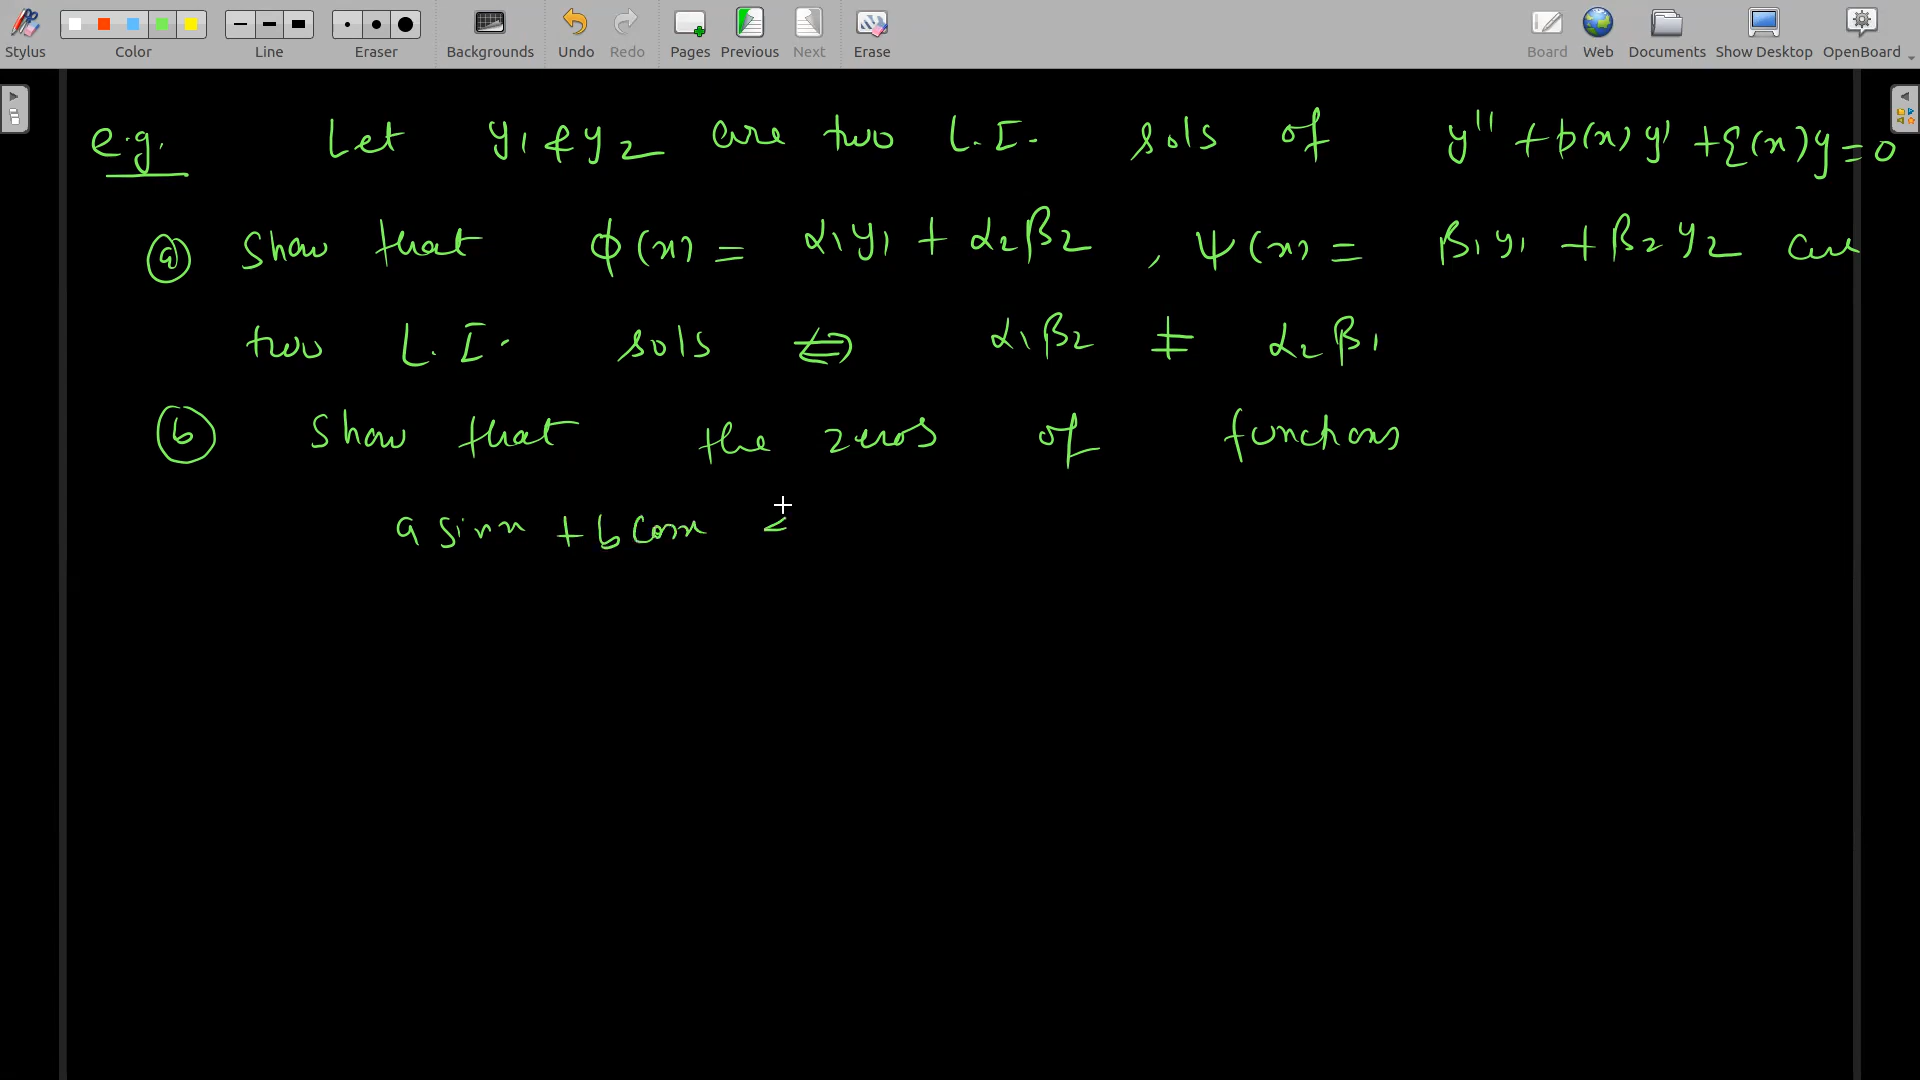 Stylus Color Line Eraser Backgrounds Undo Redo Pages Previous Next Erase Board Web Documents Show Desktop OpenBoard
e.g. Let y₁ & y₂ are two L.I. sols of y'' + p(x) y' + q(x) y = 0
ⓐ Show that ϕ(x) = α₁y₁ + α₂β₂ , ψ(x) = β₁y₁ + β₂y₂ are
two L.I. sols ⇔ α₁β₂ ≠ α₂β₁
ⓑ Show that the zeros of functions
a sinx + b cosx